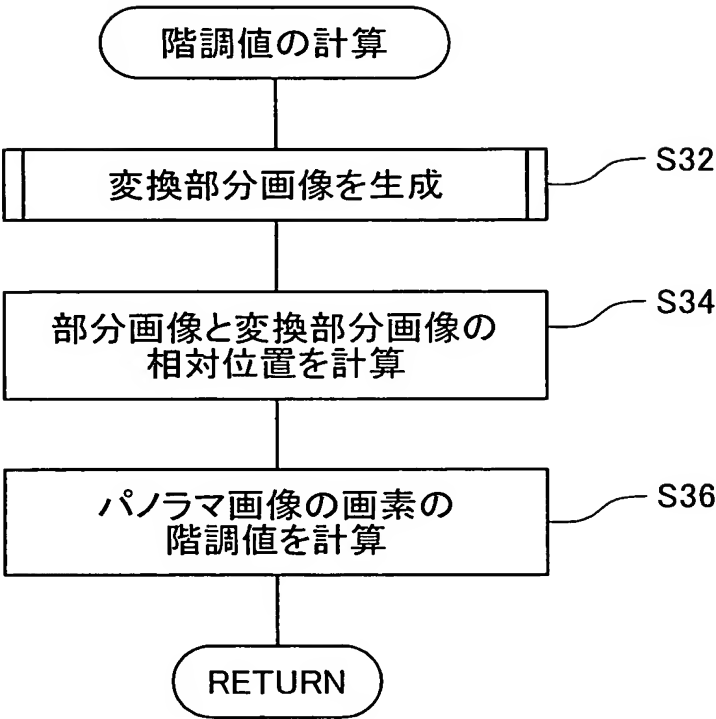 階調値の計算
変換部分画像を生成
S32
部分画像と変換部分画像の
相対位置を計算
S34
パノラマ画像の画素の
階調値を計算
S36
RETURN